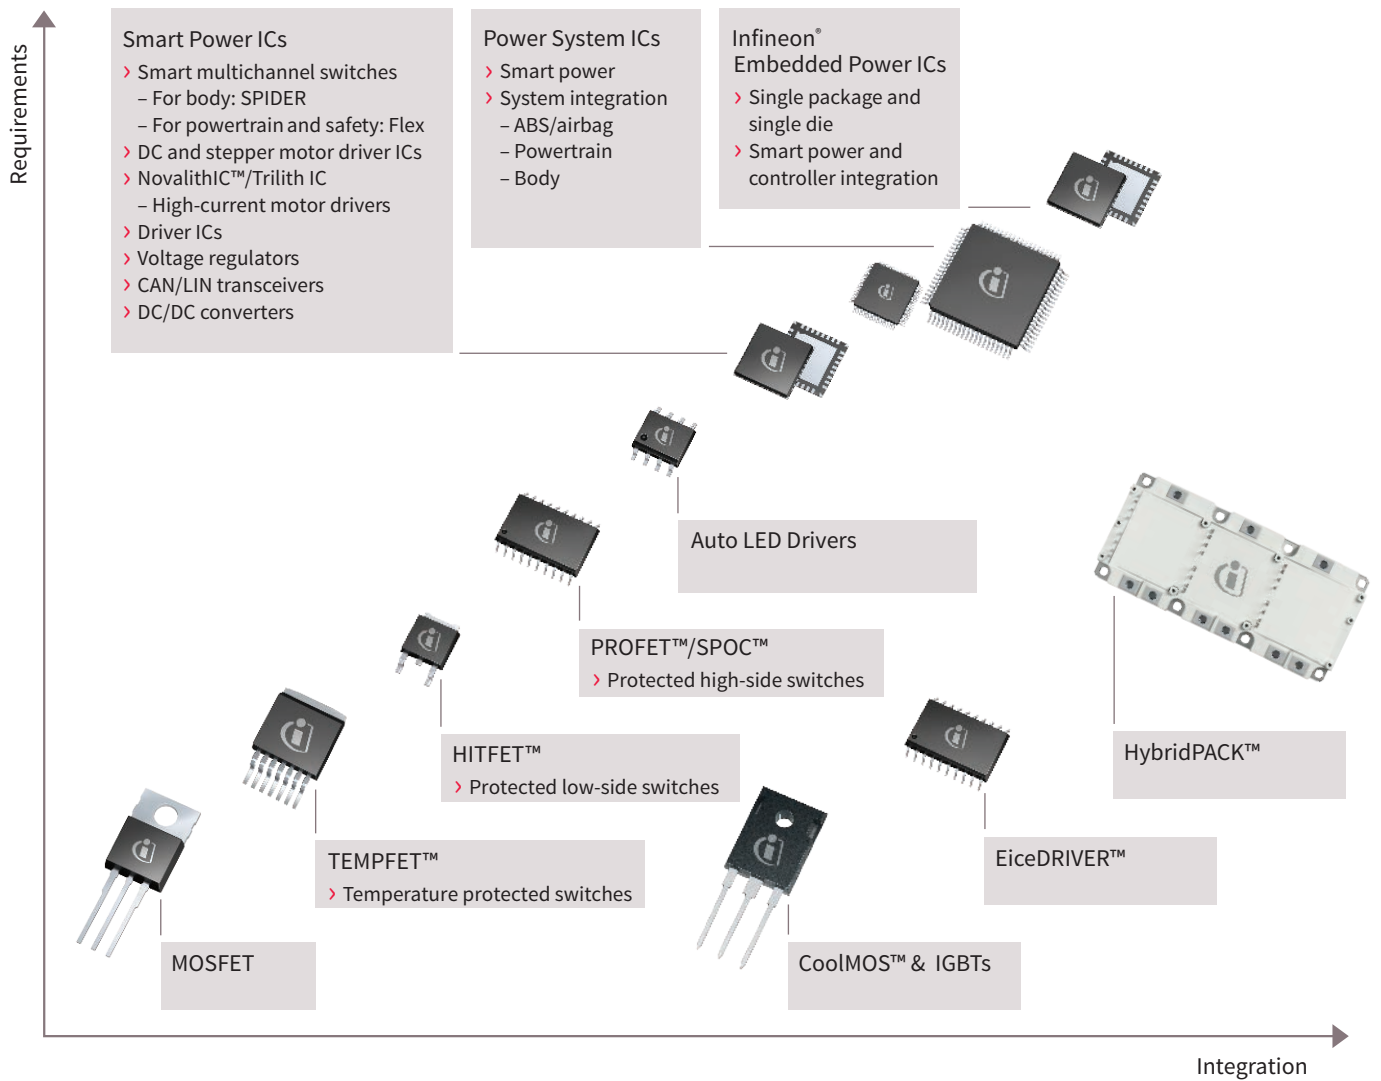 Requirements
Smart Power ICs
› Smart multichannel switches
– For body: SPIDER
– For powertrain and safety: Flex
› DC and stepper motor driver ICs
› NovalithIC™/Trilith IC
– High-current motor drivers
› Driver ICs
› Voltage regulators
› CAN/LIN transceivers
› DC/DC converters
Power System ICs
› Smart power
› System integration
– ABS/airbag
– Powertrain
– Body
Infineon®
Embedded Power ICs
› Single package and
single die
› Smart power and
controller integration
Auto LED Drivers
PROFET™/SPOC™
› Protected high-side switches
HITFET™
› Protected low-side switches
HybridPACK™
TEMPFET™
› Temperature protected switches
EiceDRIVER™
MOSFET
CoolMOS™ & IGBTs
Integration